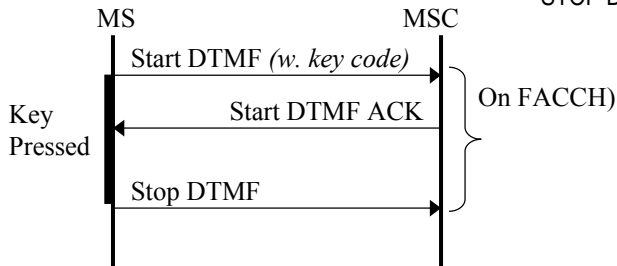 MS
MSC
Start DTMF (w. key code)
On FACCH)
Start DTMF ACK
Key
Pressed
Stop DTMF